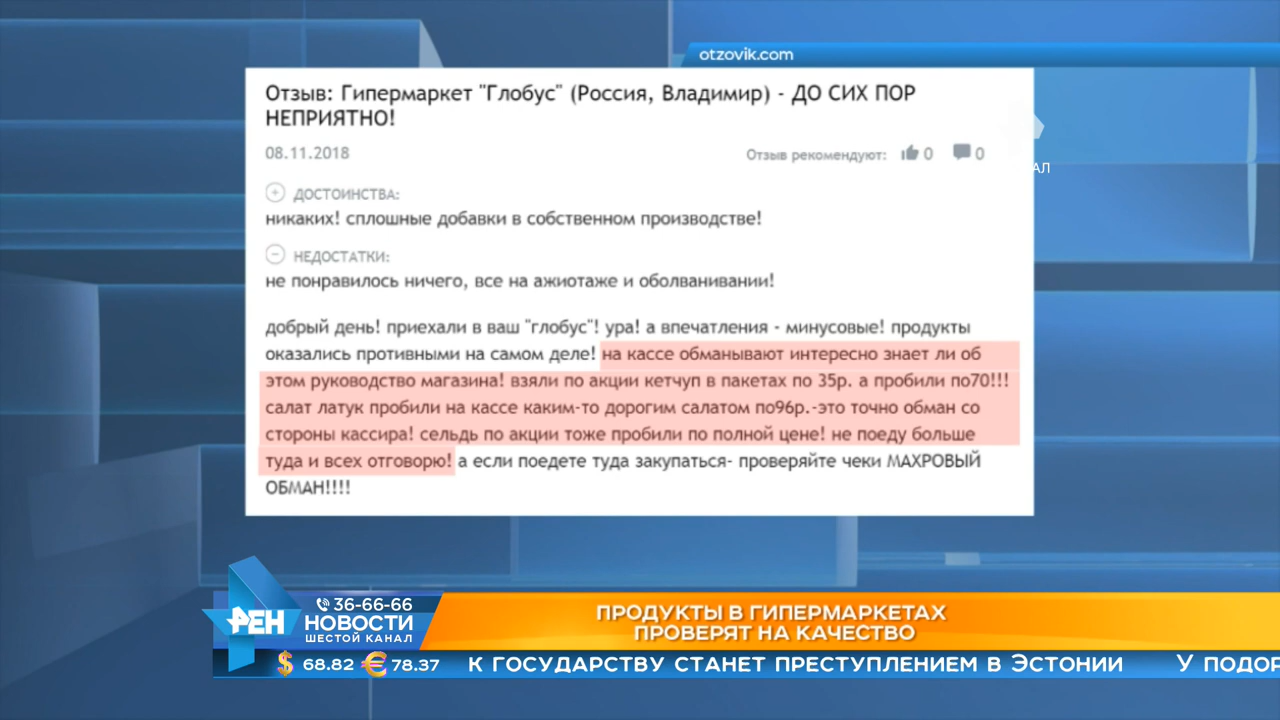 otzovik.com
Отзыв: Гипермаркет "Глобус" (Россия, Владимир) - ДО СИХ ПОР
НЕПРИЯТНО!
08.11.2018
Отзыв рекомендуют: 0 0
АЛ
ДОСТОИНСТВА:
никаких! сплошные добавки в собственном производстве!
НЕДОСТАТКИ:
не понравилось ничего, все на ажиотаже и оболванивании!
добрый день! приехали в ваш "глобус"! ура! а впечатления - минусовые! продукты
оказались противными на самом деле! на кассе обманывают интересно знает ли об
этом руководство магазина! взяли по акции кетчуп в пакетах по 35р. а пробили по70!!!
салат латук пробили на кассе каким-то дорогим салатом по96р.-это точно обман со
стороны кассира! сельдь по акции тоже пробили по полной цене! не поеду больше
туда и всех отговорю! а если поедете туда закупаться- проверяйте чеки МАХРОВЫЙ
ОБМАН!!!!
РЕН
36-66-66
НОВОСТИ
ШЕСТОЙ КАНАЛ
ПРОДУКТЫ В ГИПЕРМАРКЕТАХ
ПРОВЕРЯТ НА КАЧЕСТВО
$ 68.82 € 78.37
К ГОСУДАРСТВУ СТАНЕТ ПРЕСТУПЛЕНИЕМ В ЭСТОНИИ У ПОДОР